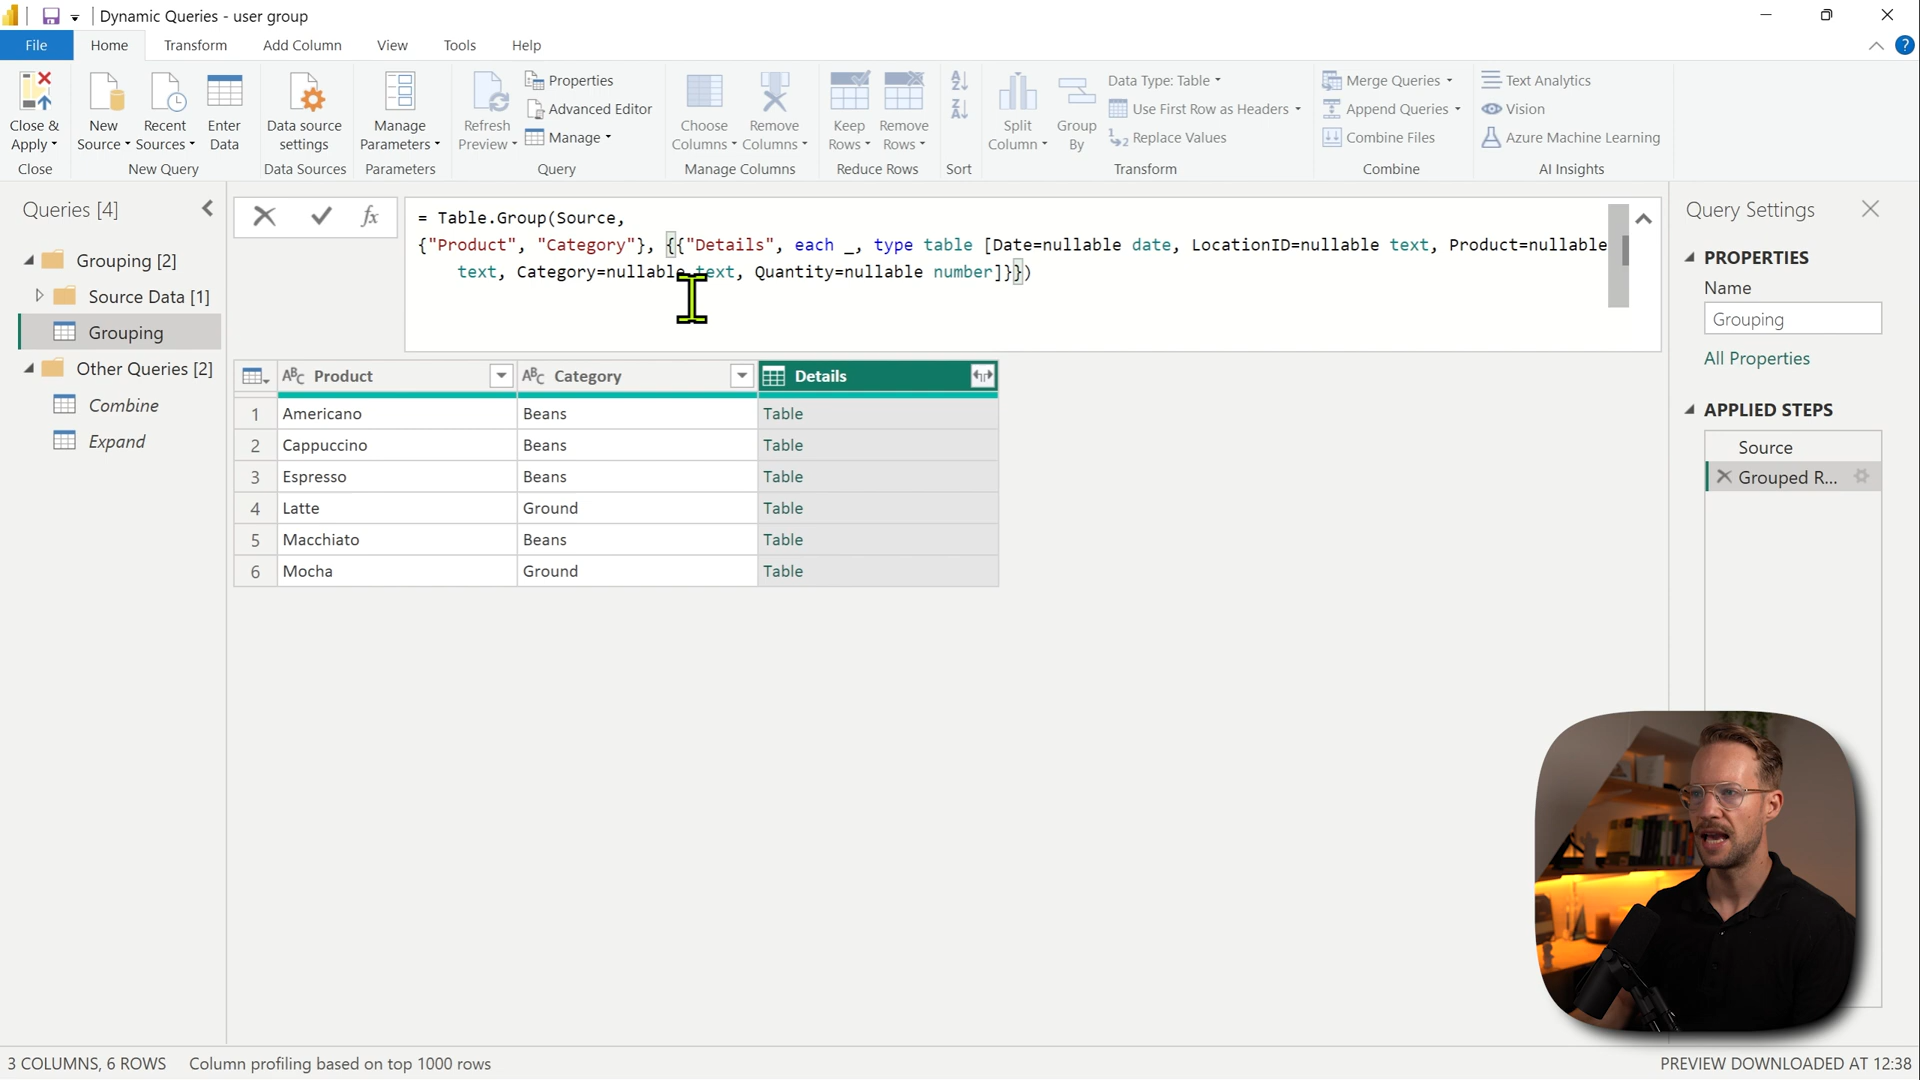 Dynamic Queries - user group
File Home Transform Add Column View Tools Help
Close & Apply
Close
New Source
Recent Sources
Enter Data
New Query
Data source settings
Data Sources
Manage Parameters
Parameters
Refresh Preview
Properties
Advanced Editor
Manage
Query
Choose Columns
Remove Columns
Manage Columns
Keep Rows
Remove Rows
Reduce Rows
Sort
Split Column
Group By
Data Type: Table
Use First Row as Headers
Replace Values
Transform
Merge Queries
Append Queries
Combine Files
Combine
Text Analytics
Vision
Azure Machine Learning
AI Insights
Queries [4]
Grouping [2]
Source Data [1]
Grouping
Other Queries [2]
Combine
Expand
fx
= Table.Group(Source,
{"Product", "Category"}, {{"Details", each _, type table [Date=nullable date, LocationID=nullable text, Product=nullable
text, Category=nullable text, Quantity=nullable number]}})
ABC Product ABC Category Details
1 Americano Beans Table
2 Cappuccino Beans Table
3 Espresso Beans Table
4 Latte Ground Table
5 Macchiato Beans Table
6 Mocha Ground Table
Query Settings
PROPERTIES
Name
Grouping
All Properties
APPLIED STEPS
Source
Grouped R...
3 COLUMNS, 6 ROWS Column profiling based on top 1000 rows
PREVIEW DOWNLOADED AT 12:38